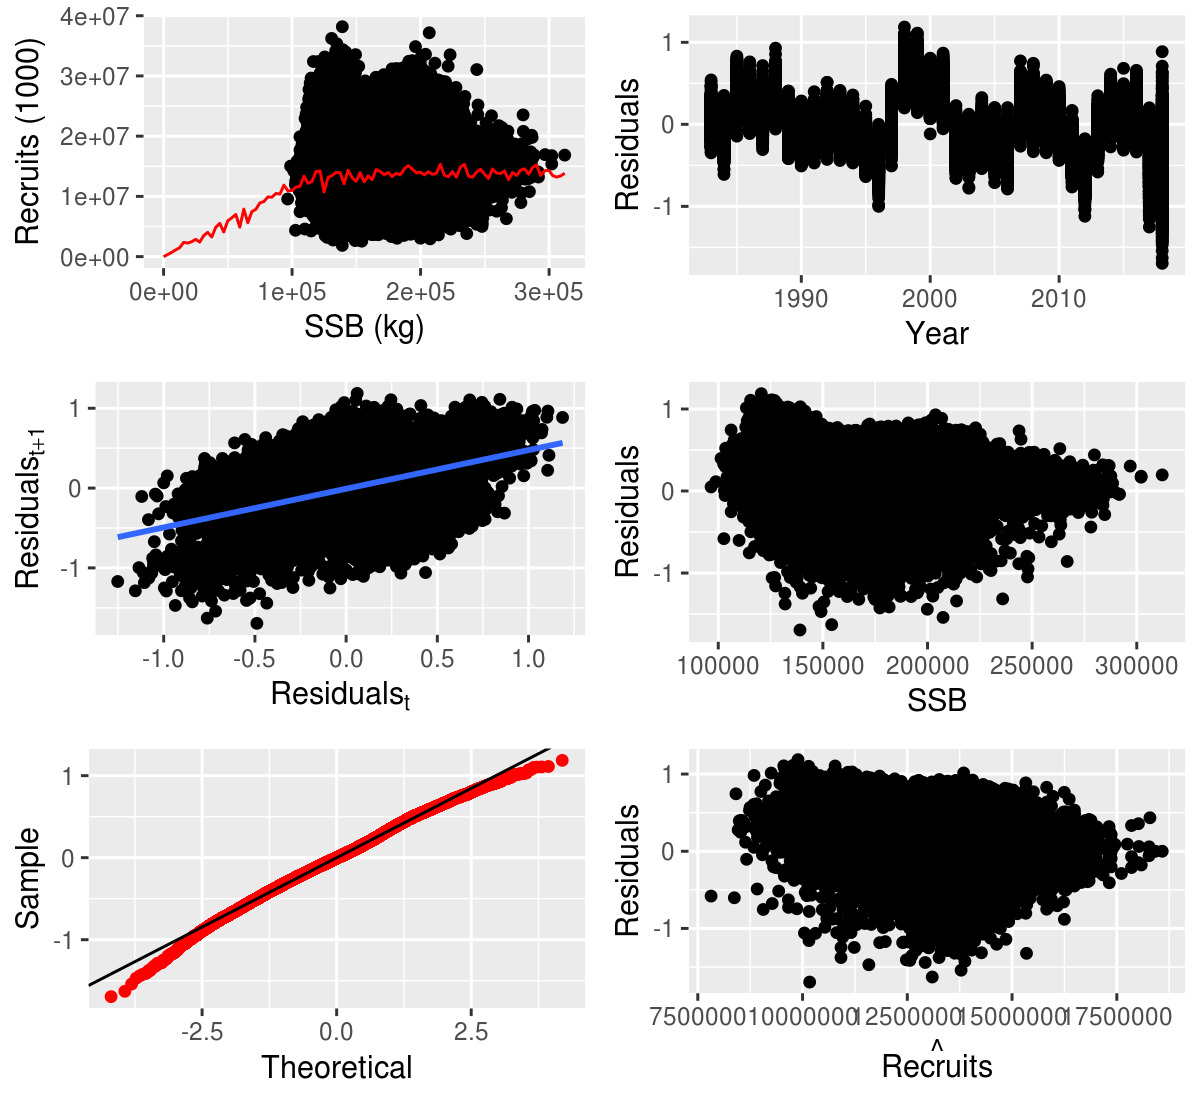 Recruits (1000)
4e+07
3e+07
2e+07
1e+07
0e+00
0e+00 1e+05 2e+05 3e+05
SSB (kg)
Residuals
1
0
-1
1990 2000 2010
Year
Residualst+1
1
0
-1
-1.0 -0.5 0.0 0.5 1.0
Residualst
Residuals
1
0
-1
100000 150000 200000 250000 300000
SSB
Sample
1
0
-1
-2.5 0.0 2.5
Theoretical
Residuals
1
0
-1
7500000 10000000 12500000 15000000 17500000
^
Recruits